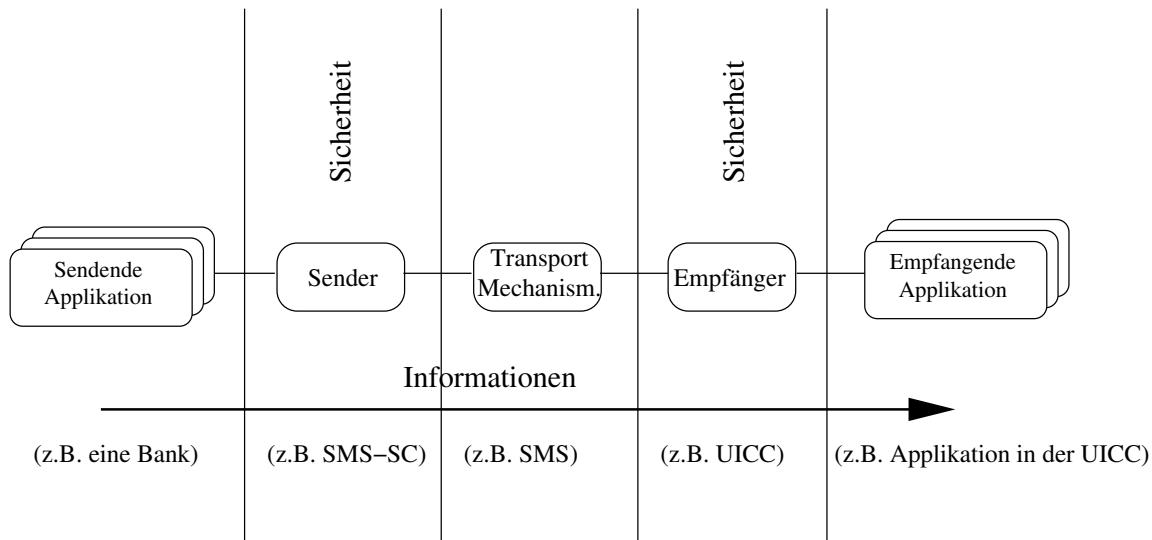 Sicherheit
Sicherheit
Sendende
Applikation
Sender
Transport
Mechanism.
Empfänger
Empfangende
Applikation
Informationen
(z.B. eine Bank)
(z.B. SMS−SC)
(z.B. SMS)
(z.B. UICC)
(z.B. Applikation in der UICC)